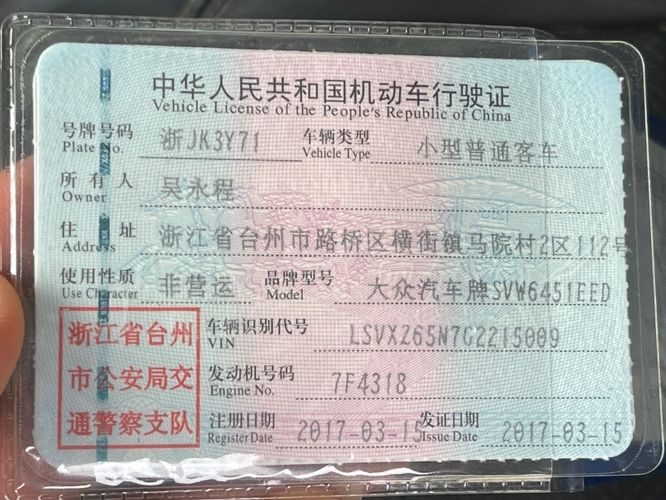 中华人民共和国机动车行驶证
Vehicle License of the People's Republic of China
号牌号码 浙JK3Y71 车辆类型 小型普通客车
Plate No. Vehicle Type
所有人 吴永程
Owner
住址 浙江省台州市路桥区横街镇马院村2区112号
Address
使用性质 非营运 品牌型号 大众汽车牌SVW6451EED
Use Character Model
浙江省台州
市公安局交
通警察支队
车辆识别代号 LSVXZ65N7G2215009
VIN
发动机号码 7F4318
Engine No.
注册日期 2017-03-15 发证日期 2017-03-15
Register Date Issue Date